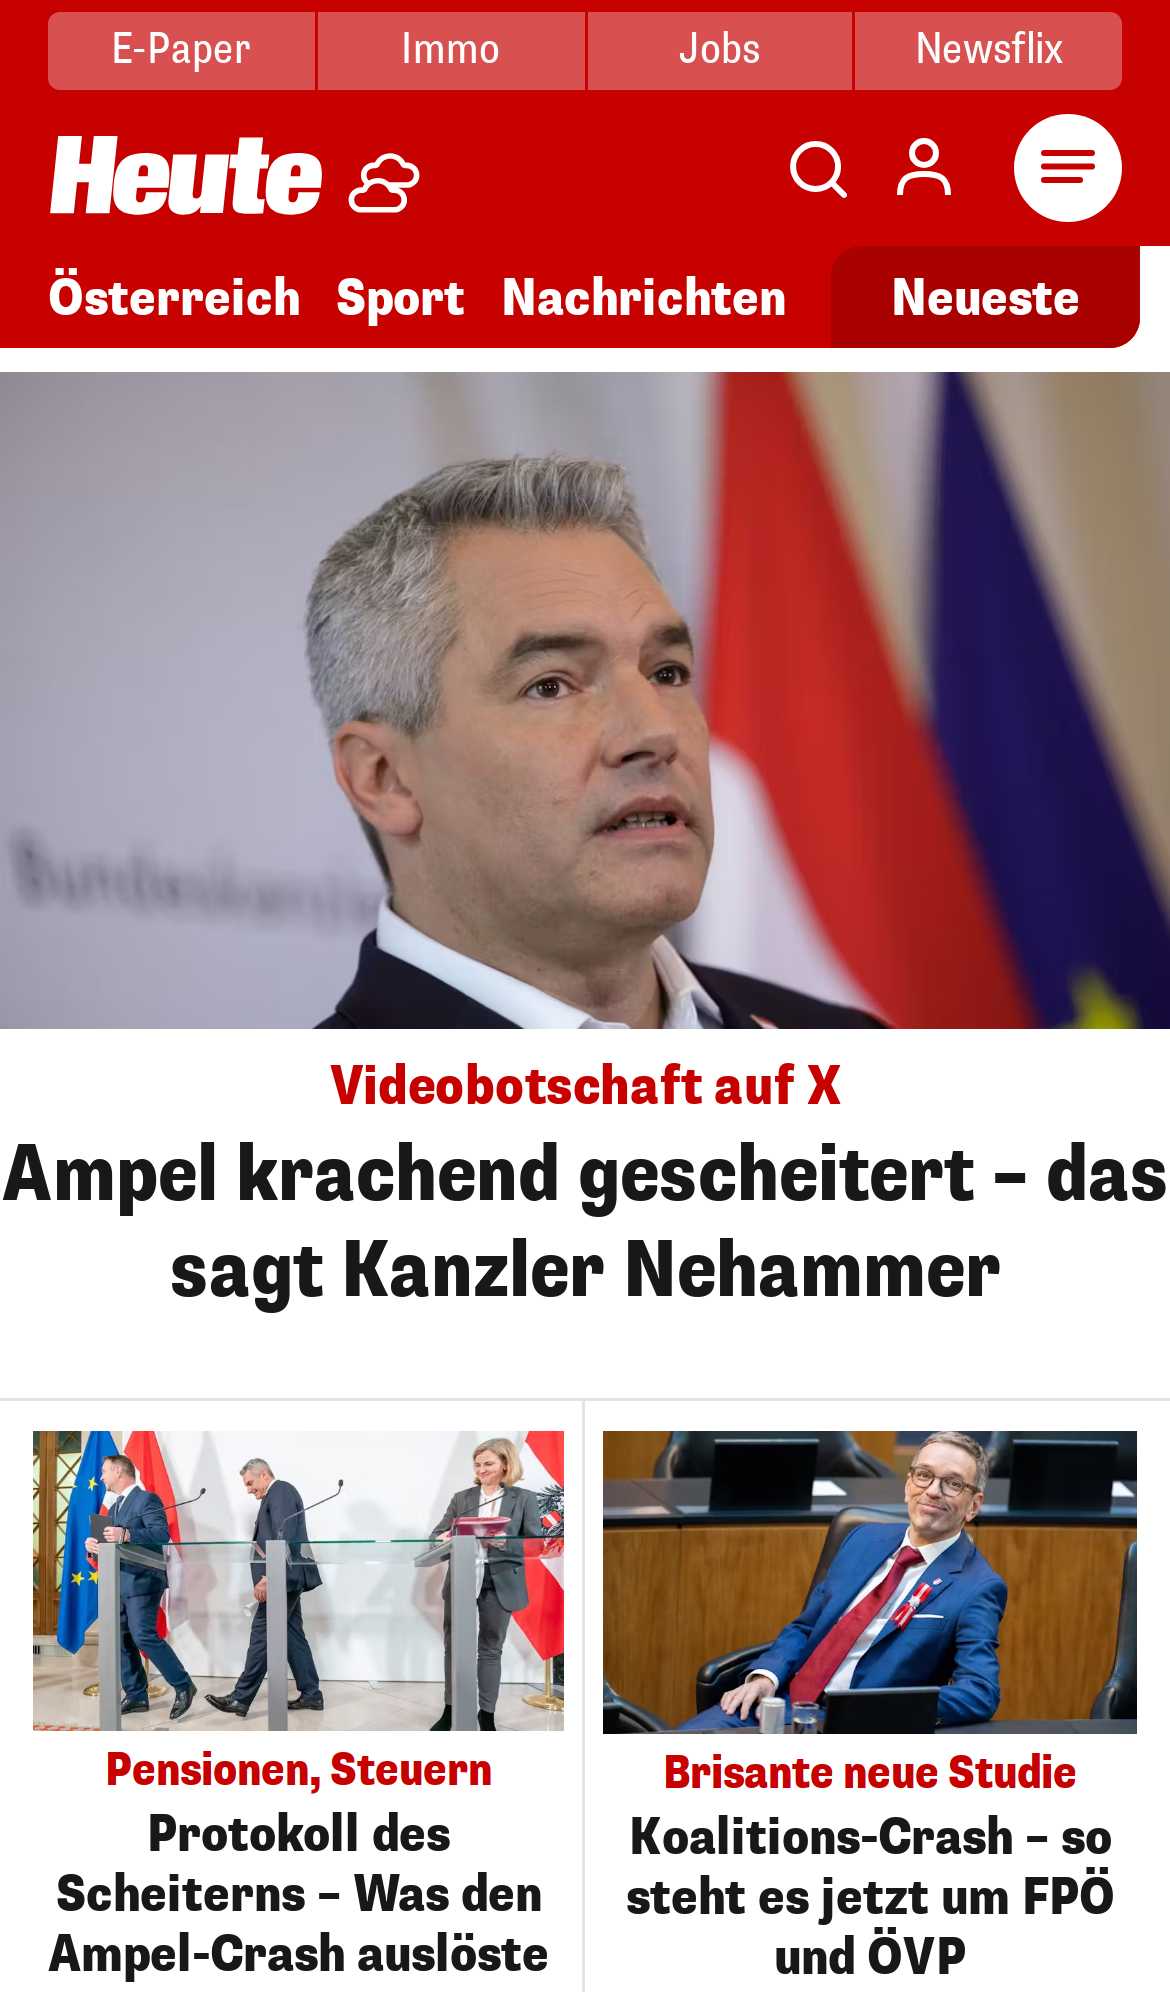 E-Paper
Immo
Jobs
Newsflix
Heute
Österreich
Sport
Nachrichten
Neueste
Videobotschaft auf X
Ampel krachend gescheitert – das
sagt Kanzler Nehammer
Pensionen, Steuern
Protokoll des
Scheiterns – Was den
Ampel-Crash auslöste
Brisante neue Studie
Koalitions-Crash – so
steht es jetzt um FPÖ
und ÖVP